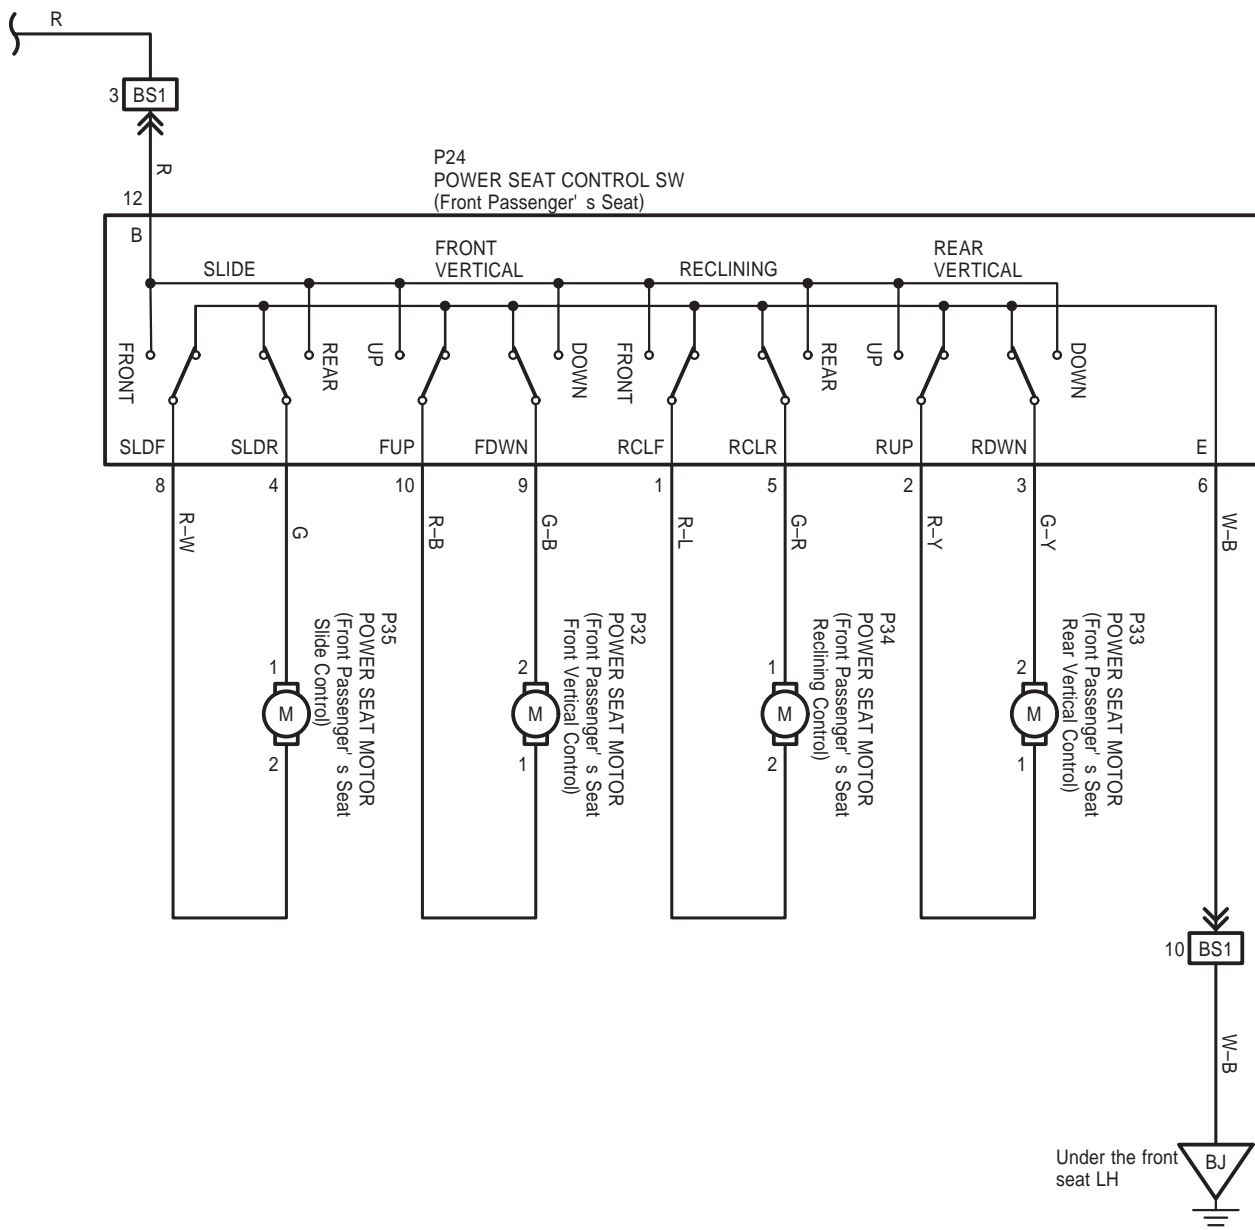 R
3 BS1
R
12
P24
POWER SEAT CONTROL SW
(Front Passenger' s Seat)
B
SLIDE
FRONT
VERTICAL
RECLINING
REAR
VERTICAL
FRONT
REAR
UP
DOWN
FRONT
REAR
UP
DOWN
SLDF
SLDR
FUP
FDWN
RCLF
RCLR
RUP
RDWN
E
8
4
10
9
1
5
2
3
6
R–W
G
R–B
G–B
R–L
G–R
R–Y
G–Y
W–B
P35
POWER SEAT MOTOR
(Front Passenger' s Seat
Slide Control)
P32
POWER SEAT MOTOR
(Front Passenger' s Seat
Front Vertical Control)
P34
POWER SEAT MOTOR
(Front Passenger' s Seat
Reclining Control)
P33
POWER SEAT MOTOR
(Front Passenger' s Seat
Rear Vertical Control)
1
2
1
2
M
M
M
M
2
1
2
1
10 BS1
W–B
Under the front
seat LH
BJ